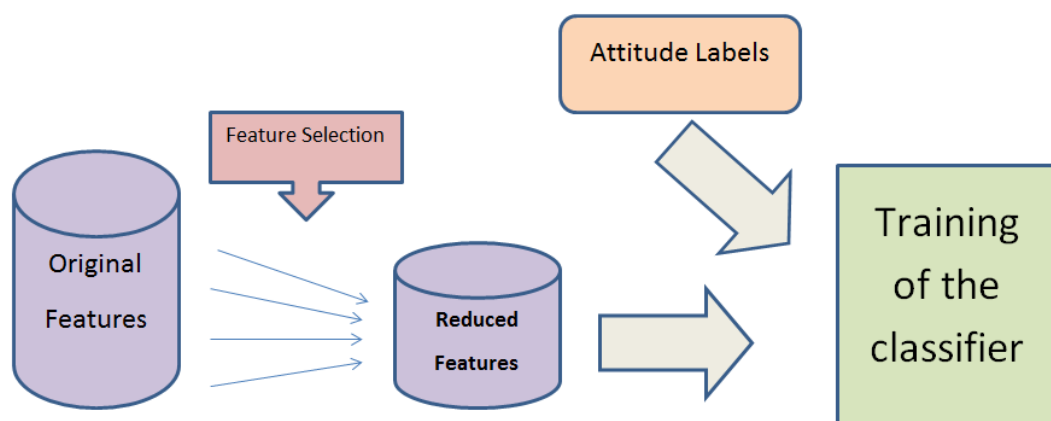 Attitude Labels
Feature Selection
Original
Features
Reduced
Features
Training
of the
classifier